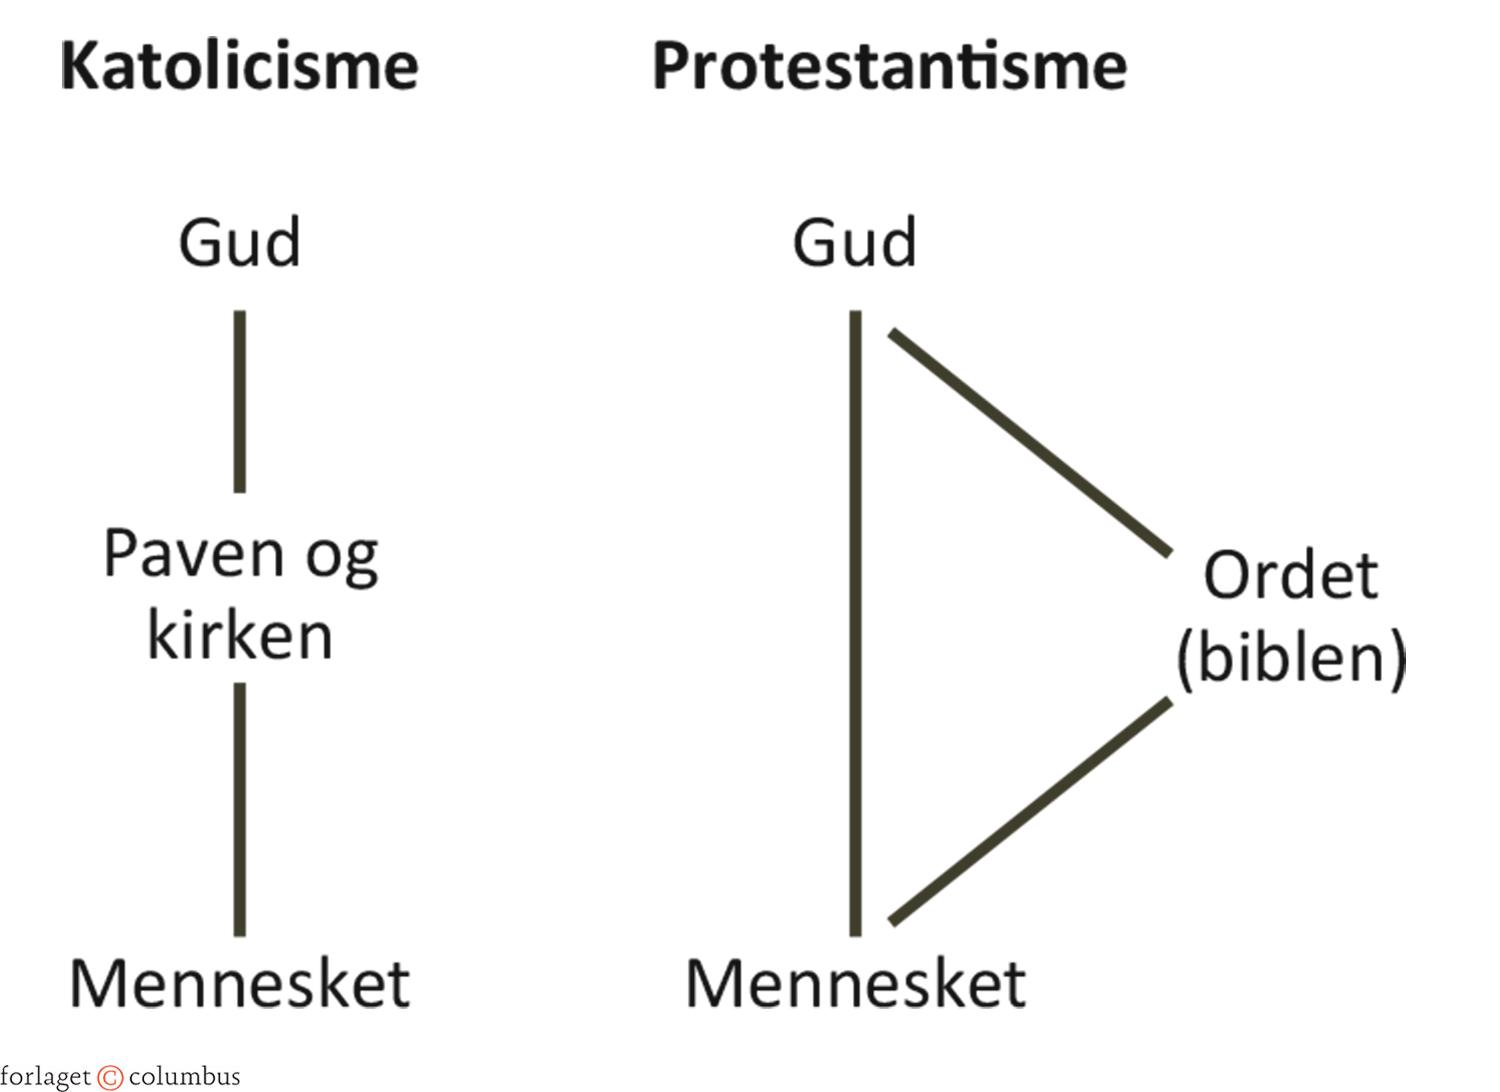 Katolicisme
Gud
Paven og
kirken
Mennesket
Protestantisme
Gud
Ordet
(biblen)
Mennesket
forlaget © columbus